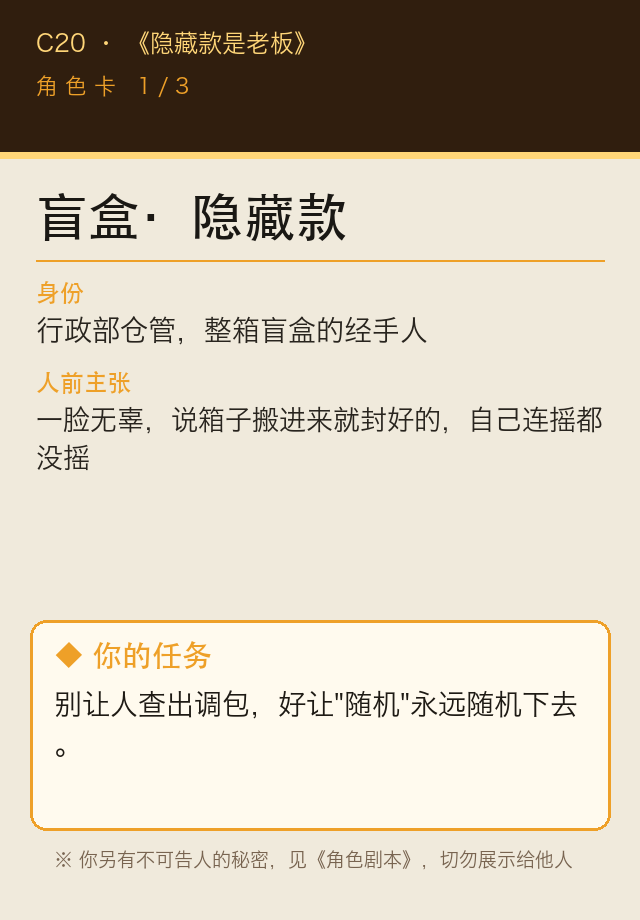 C20 · 《隐藏款是老板》
角色卡 1/3
盲盒· 隐藏款
身份
行政部仓管，整箱盲盒的经手人
人前主张
一脸无辜，说箱子搬进来就封好的，自己连摇都
没摇
◆ 你的任务
别让人查出调包，好让"随机"永远随机下去
。
※ 你另有不可告人的秘密，见《角色剧本》，切勿展示给他人